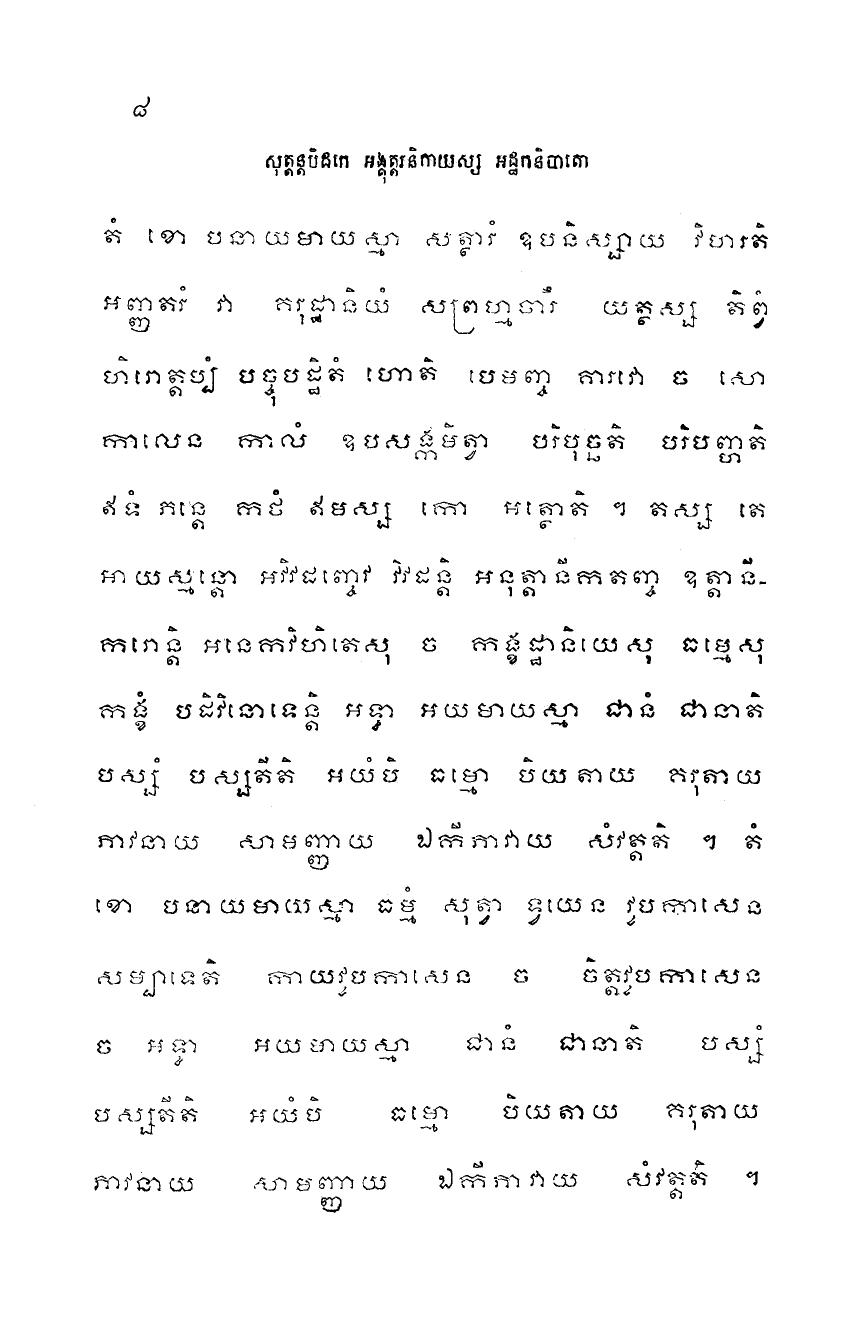 ៨
សុត្តន្តបិដកេ អង្គុត្តរនិកាយស្ស អដ្ឋកនិបាតោ
តំ ខោ បនាយមាយស្មា សត្ថារំ ឧបនិស្សាយ វិហរតិ
អញ្ញតរំ វា គរុដ្ឋានិយំ សព្រហ្មចារឹ យត្ថស្ស តិព្វំ
ហិរោត្តប្បំ បច្ចុបដ្ឋិតំ ហោតិ បេមញ្ច គារវោ ច សោ
កាលេន កាលំ ឧបសង្កមិត្វា បរិបុច្ឆតិ បរិបញ្ហតិ
ឥទំ ភន្តេ កថំ ឥមស្ស កោ អត្ថោតិ ។ តស្ស តេ
អាយស្មន្តោ អវិវដញ្ចេវ វិវដន្តិ អនុត្តានីកតញ្ច ឧត្តានី-
ករោន្តិ អនេកវិហិតេសុ ច កង្ខដ្ឋានិយេសុ ធម្មេសុ
កង្ខំ បដិវិនោទេន្តិ អទ្ធា អយមាយស្មា ជានំ ជានាតិ
បស្សំ បស្សតីតិ អយំបិ ធម្មោ បិយតាយ គរុតាយ
ភាវនាយ សាមញ្ញាយ ឯកីភាវាយ សំវត្តតិ ។ តំ
ខោ បនាយមាយស្មា ធម្មំ សុត្វា ទ្វយេន វូបកាសេន
សម្បាទេតិ កាយវូបកាសេន ច ចិត្តវូបកាសេន
ច អទ្ធា អយមាយស្មា ជានំ ជានាតិ បស្សំ
បស្សតីតិ អយំបិ ធម្មោ បិយតាយ គរុតាយ
ភាវនាយ សាមញ្ញាយ ឯកីភាវាយ សំវត្តតិ ។